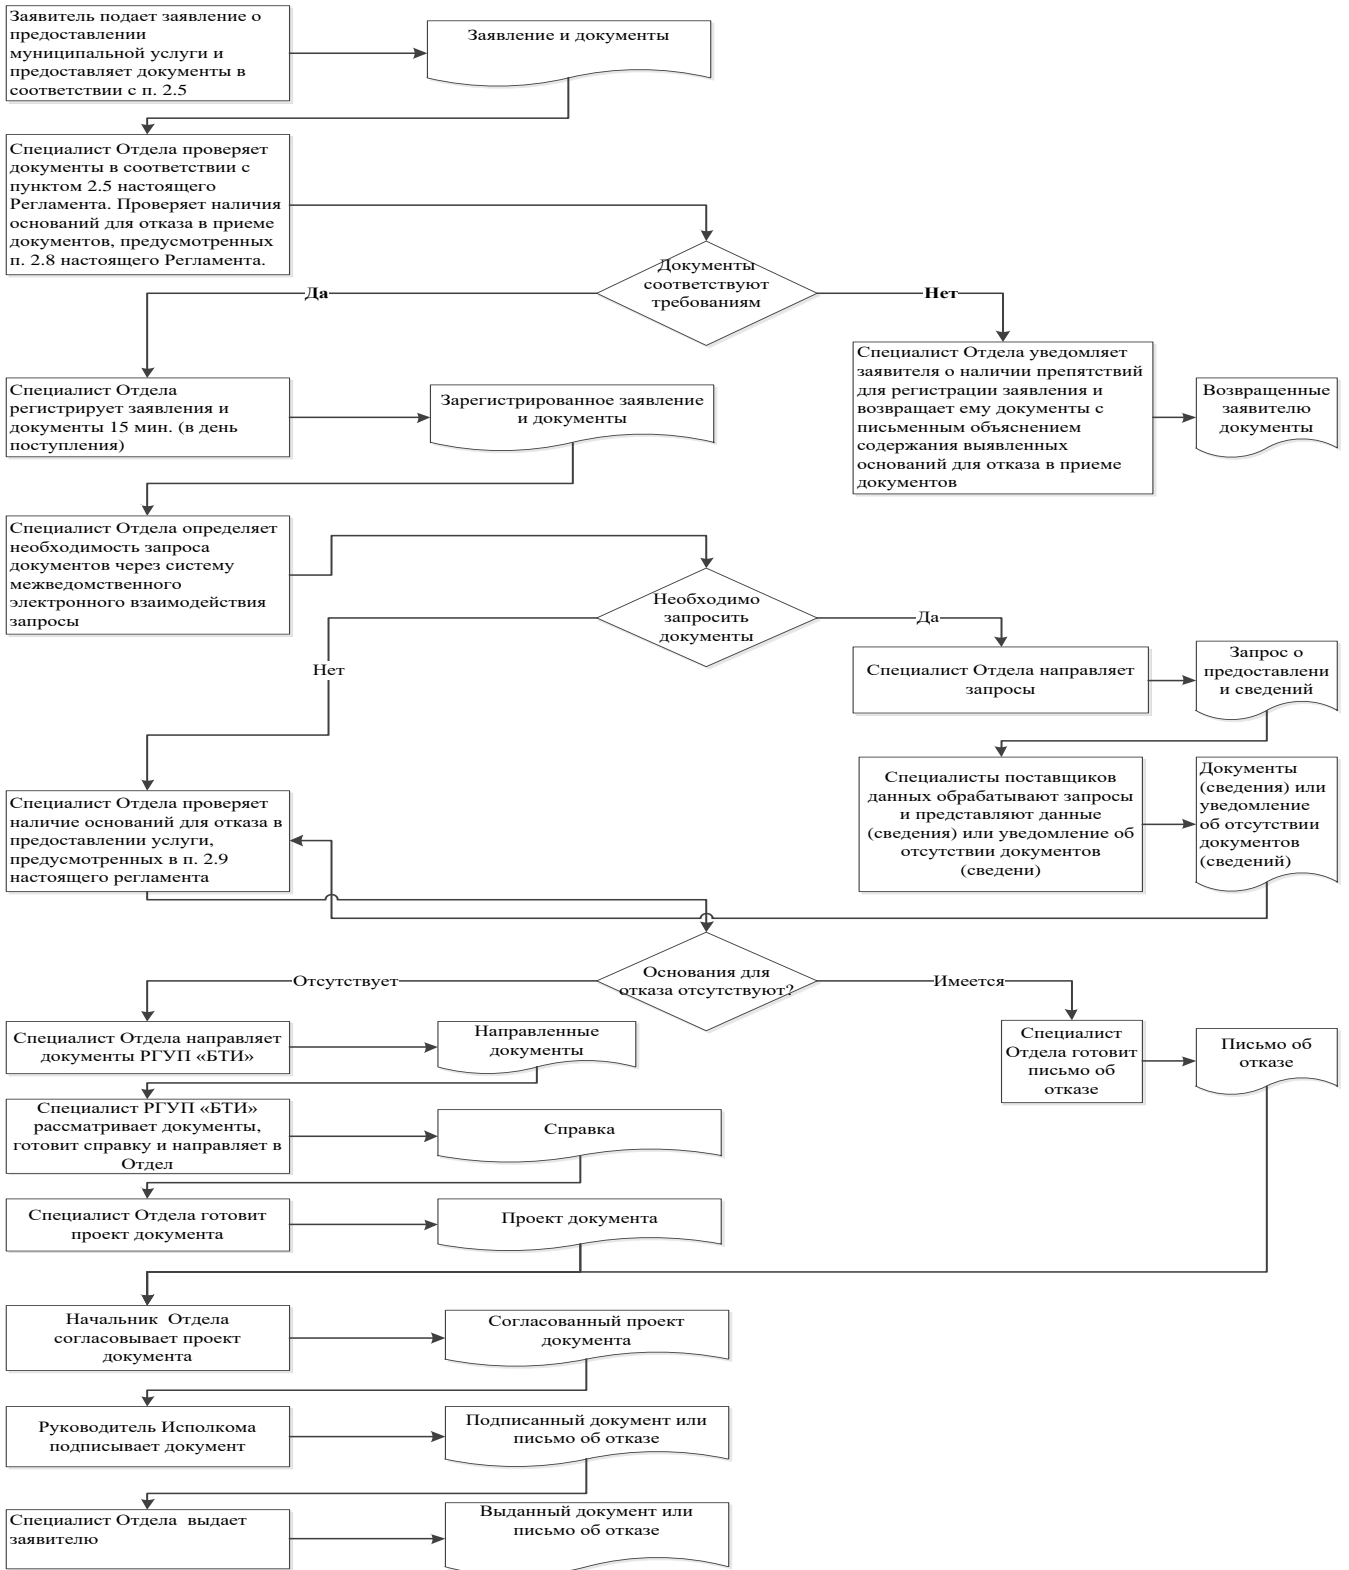 Заявитель подает заявление о
предоставлении
муниципальной услуги и
предоставляет документы в
соответствии с п. 2.5
Заявление и документы
Специалист Отдела проверяет
документы в соответствии с
пунктом 2.5 настоящего
Регламента. Проверяет наличия
оснований для отказа в приеме
документов, предусмотренных
п. 2.8 настоящего Регламента.
Документы
соответствуют
требованиям
Да
Нет
Специалист Отдела
регистрирует заявления и
документы 15 мин. (в день
поступления)
Зарегистрированное заявление
и документы
Специалист Отдела уведомляет
заявителя о наличии препятствий
для регистрации заявления и
возвращает ему документы с
письменным объяснением
содержания выявленных
оснований для отказа в приеме
документов
Возвращенные
заявителю
документы
Специалист Отдела определяет
необходимость запроса
документов через систему
межведомственного
электронного взаимодействия
запросы
Необходимо
запросить
документы
Да
Нет
Специалист Отдела направляет
запросы
Запрос о
предоставлени
и сведений
Специалисты поставщиков
данных обрабатывают запросы
и представляют данные
(сведения) или уведомление об
отсутствии документов
(сведени)
Документы
(сведения) или
уведомление
об отсутствии
документов
(сведений)
Специалист Отдела проверяет
наличие оснований для отказа в
предоставлении услуги,
предусмотренных в п. 2.9
настоящего регламента
Основания для
отказа отсутствуют?
Отсутствует
Имеется
Специалист Отдела направляет
документы РГУП «БТИ»
Направленные
документы
Специалист
Отдела готовит
письмо об
отказе
Письмо об
отказе
Специалист РГУП «БТИ»
рассматривает документы,
готовит справку и направляет в
Отдел
Справка
Специалист Отдела готовит
проект документа
Проект документа
Начальник  Отдела
согласовывает проект
документа
Согласованный проект
документа
Руководитель Исполкома
подписывает документ
Подписанный документ или
письмо об отказе
Специалист Отдела  выдает
заявителю
Выданный документ или
письмо об отказе